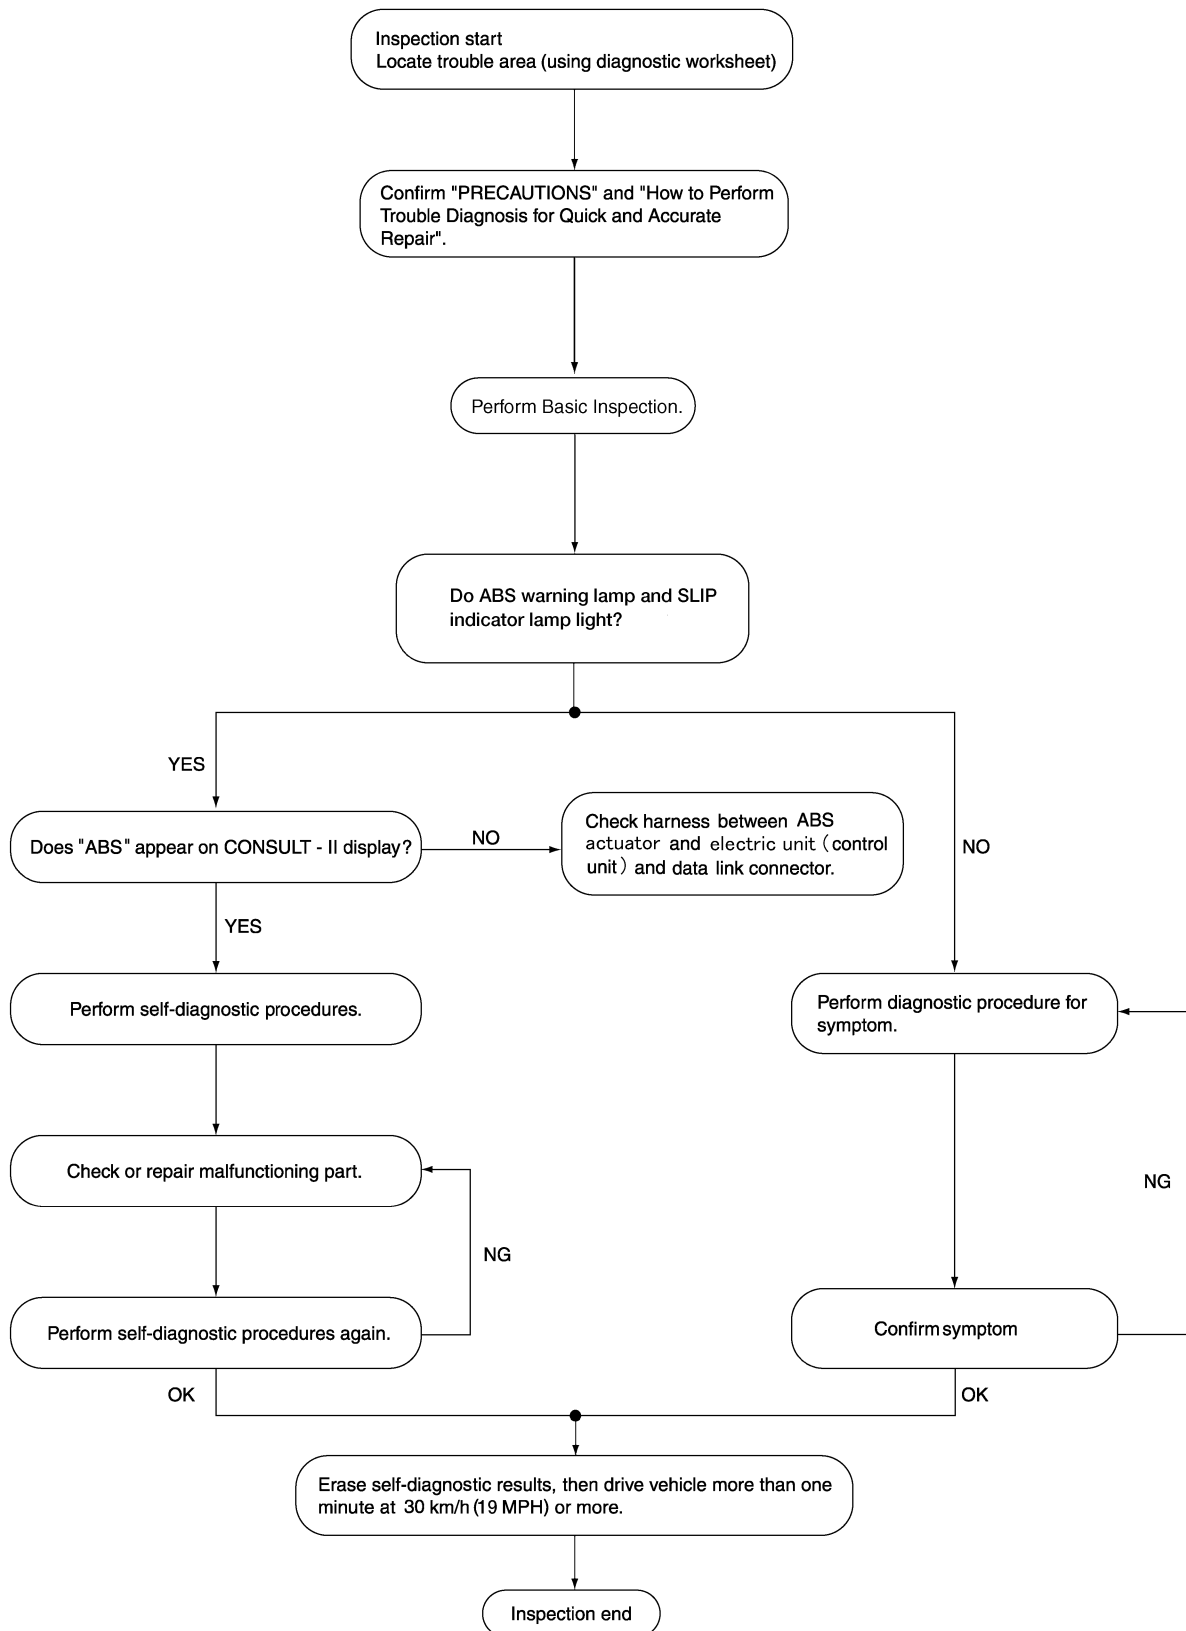 Inspection start
Locate trouble area (using diagnostic worksheet)
Confirm "PRECAUTIONS" and "How to Perform
Trouble Diagnosis for Quick and Accurate
Repair".
Perform Basic Inspection.
Do ABS warning lamp and SLIP
indicator lamp light?
YES
NO
Does "ABS" appear on CONSULT - II display?
NO
Check harness between ABS
actuator and electric unit (control
unit) and data link connector.
YES
Perform self-diagnostic procedures.
Perform diagnostic procedure for
symptom.
Check or repair malfunctioning part.
NG
NG
Perform self-diagnostic procedures again.
Confirm symptom
OK
OK
Erase self-diagnostic results, then drive vehicle more than one
minute at 30 km/h (19 MPH) or more.
Inspection end